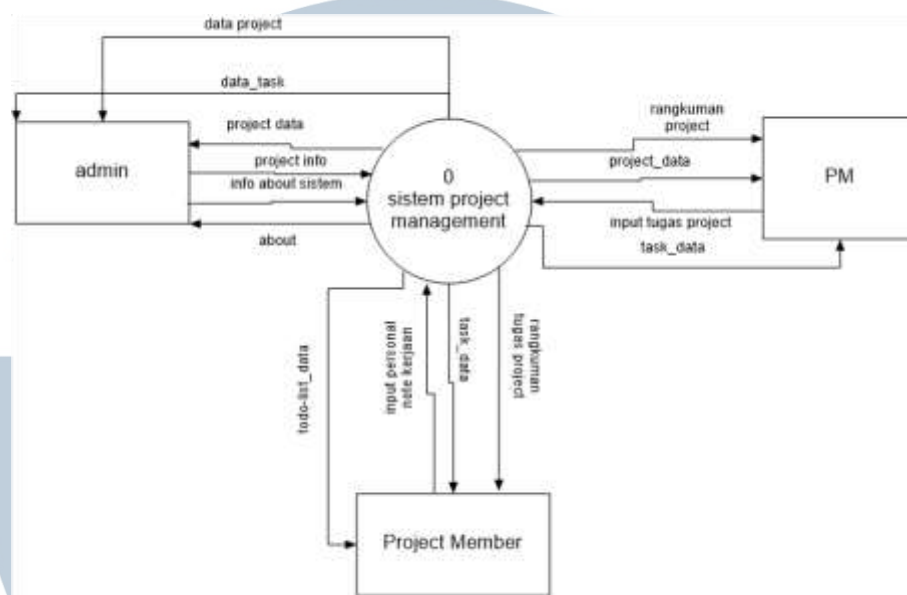 data project
data_task
project data
project info
info about sistem
about
admin
0
sistem project
management
rangkuman
project
project_data
input tugas project
task_data
PM
todo-list_data
input personal
note kerjaan
task_data
rangkuman
tugas project
Project Member